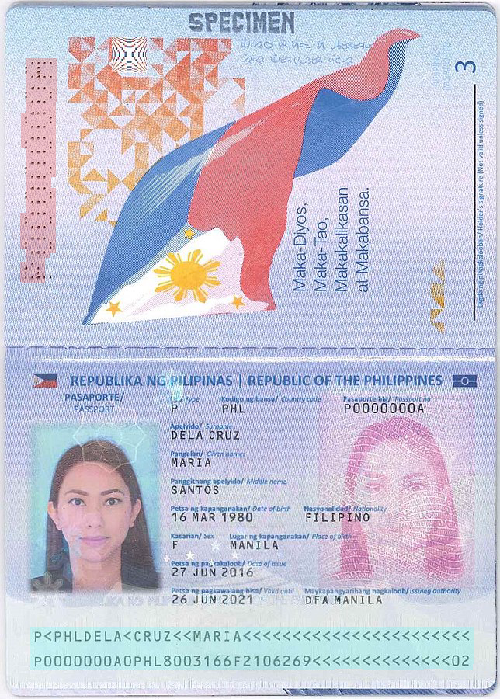 SPECIMEN
3
Maka-Diyos,
Maka-Tao,
Makakalikasan
at Makabansa.
REPUBLIKA NG PILIPINAS | REPUBLIC OF THE PHILIPPINES
PASAPORTE/
PASSPORT
P
Kodigo ng bansa/ Country code
PHL
Pasaporte blg/ Passport no
P0000000A
Apelyido/ Surname
DELA CRUZ
Pangalan/ Given names
MARIA
Panggitnang apelyido/ Middle name
SANTOS
Petsa ng kapanganakan/ Date of birth
16 MAR 1980
Nasyonalidad/ Nationality
FILIPINO
Kasarian/ Sex
F
Lugar ng kapanganakan/ Place of birth
MANILA
Petsa ng pagkakaloob/ Date of issue
27 JUN 2016
Petsa ng pagkawalang bisa/ Valid until
26 JUN 2021
Maykapangyarihang nagkaloob/ Issuing authority
DFA MANILA
P<PHLDELA<CRUZ<<MARIA<<<<<<<<<<<<<<<<<<<<<<<
P0000000A0PHL8003166F2106269<<<<<<<<<<<<<<02